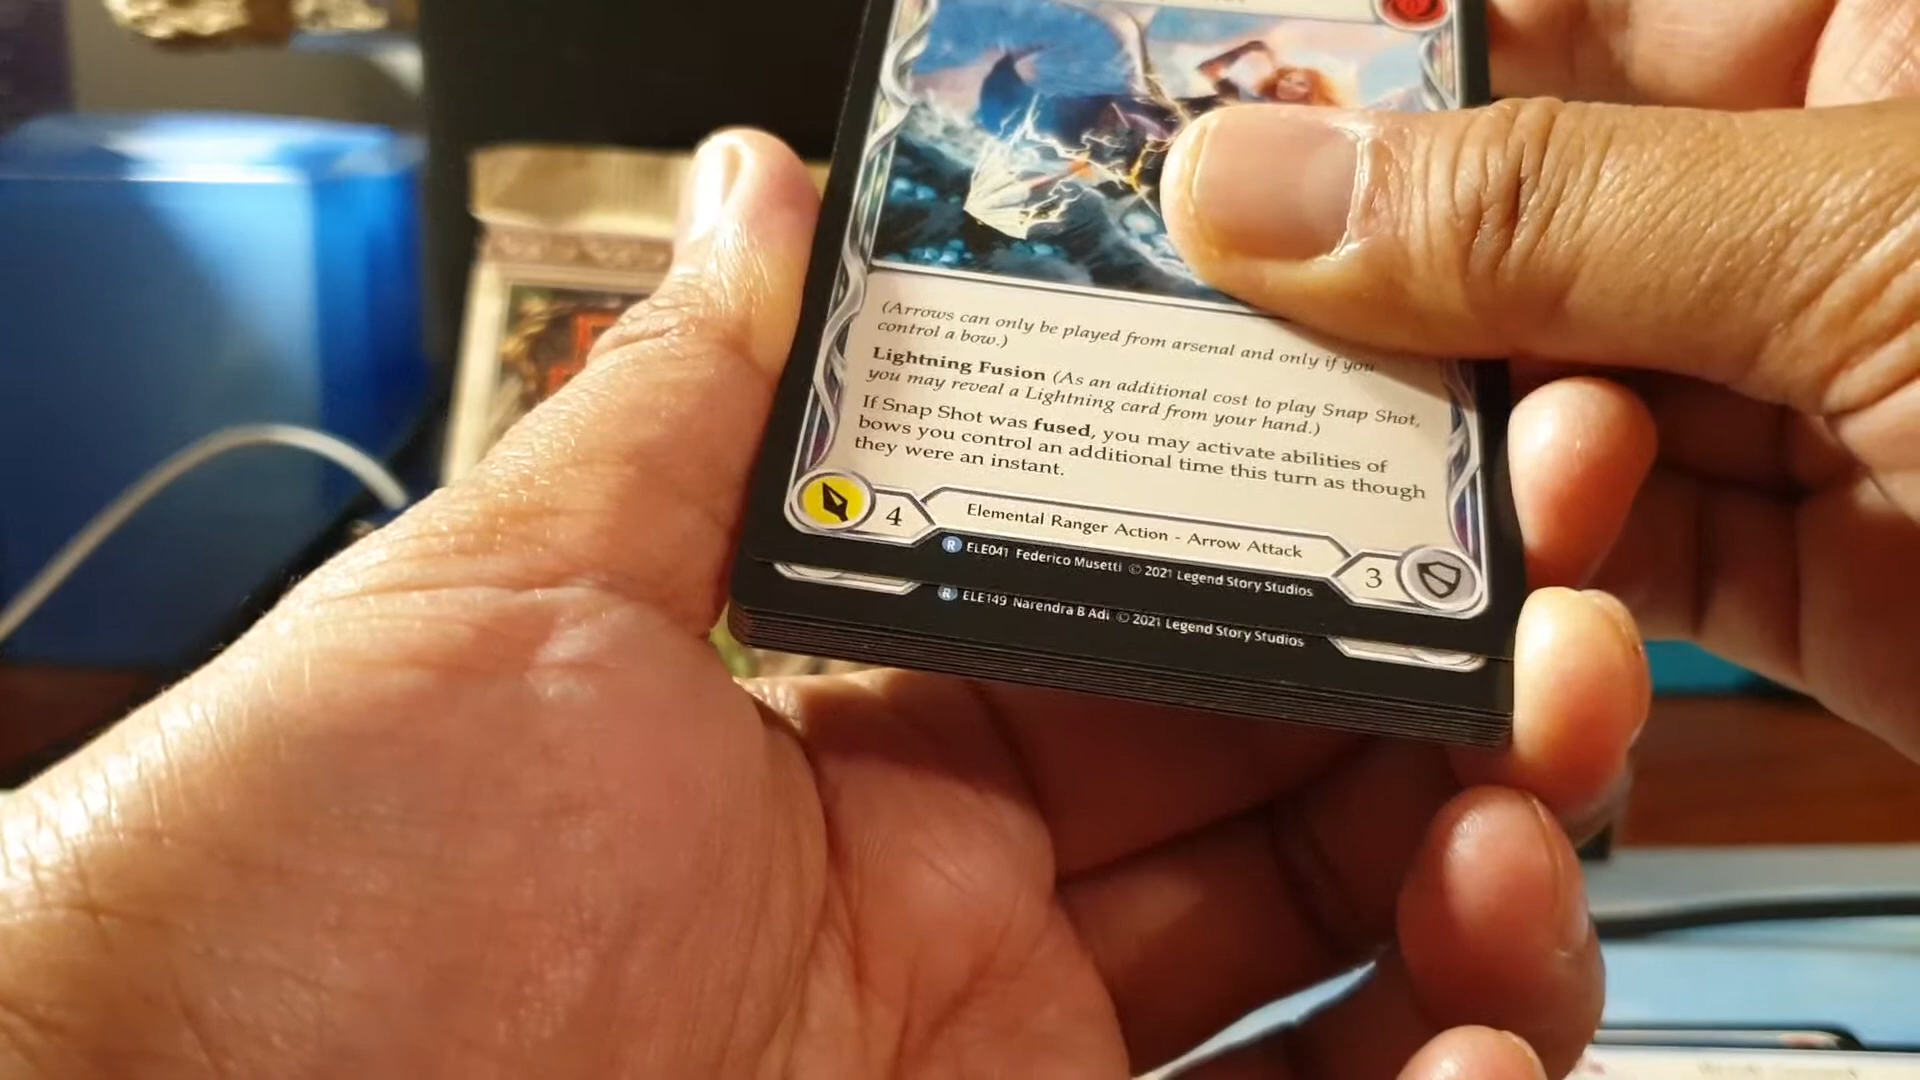 (Arrows can only be played from arsenal and only if you
control a bow.)
Lightning Fusion (As an additional cost to play Snap Shot,
you may reveal a Lightning card from your hand.)
If Snap Shot was fused, you may activate abilities of
bows you control an additional time this turn as though
they were an instant.
4
Elemental Ranger Action - Arrow Attack
3
R ELE041 Federico Musetti © 2021 Legend Story Studios
R ELE149 Narendra B Adi © 2021 Legend Story Studios